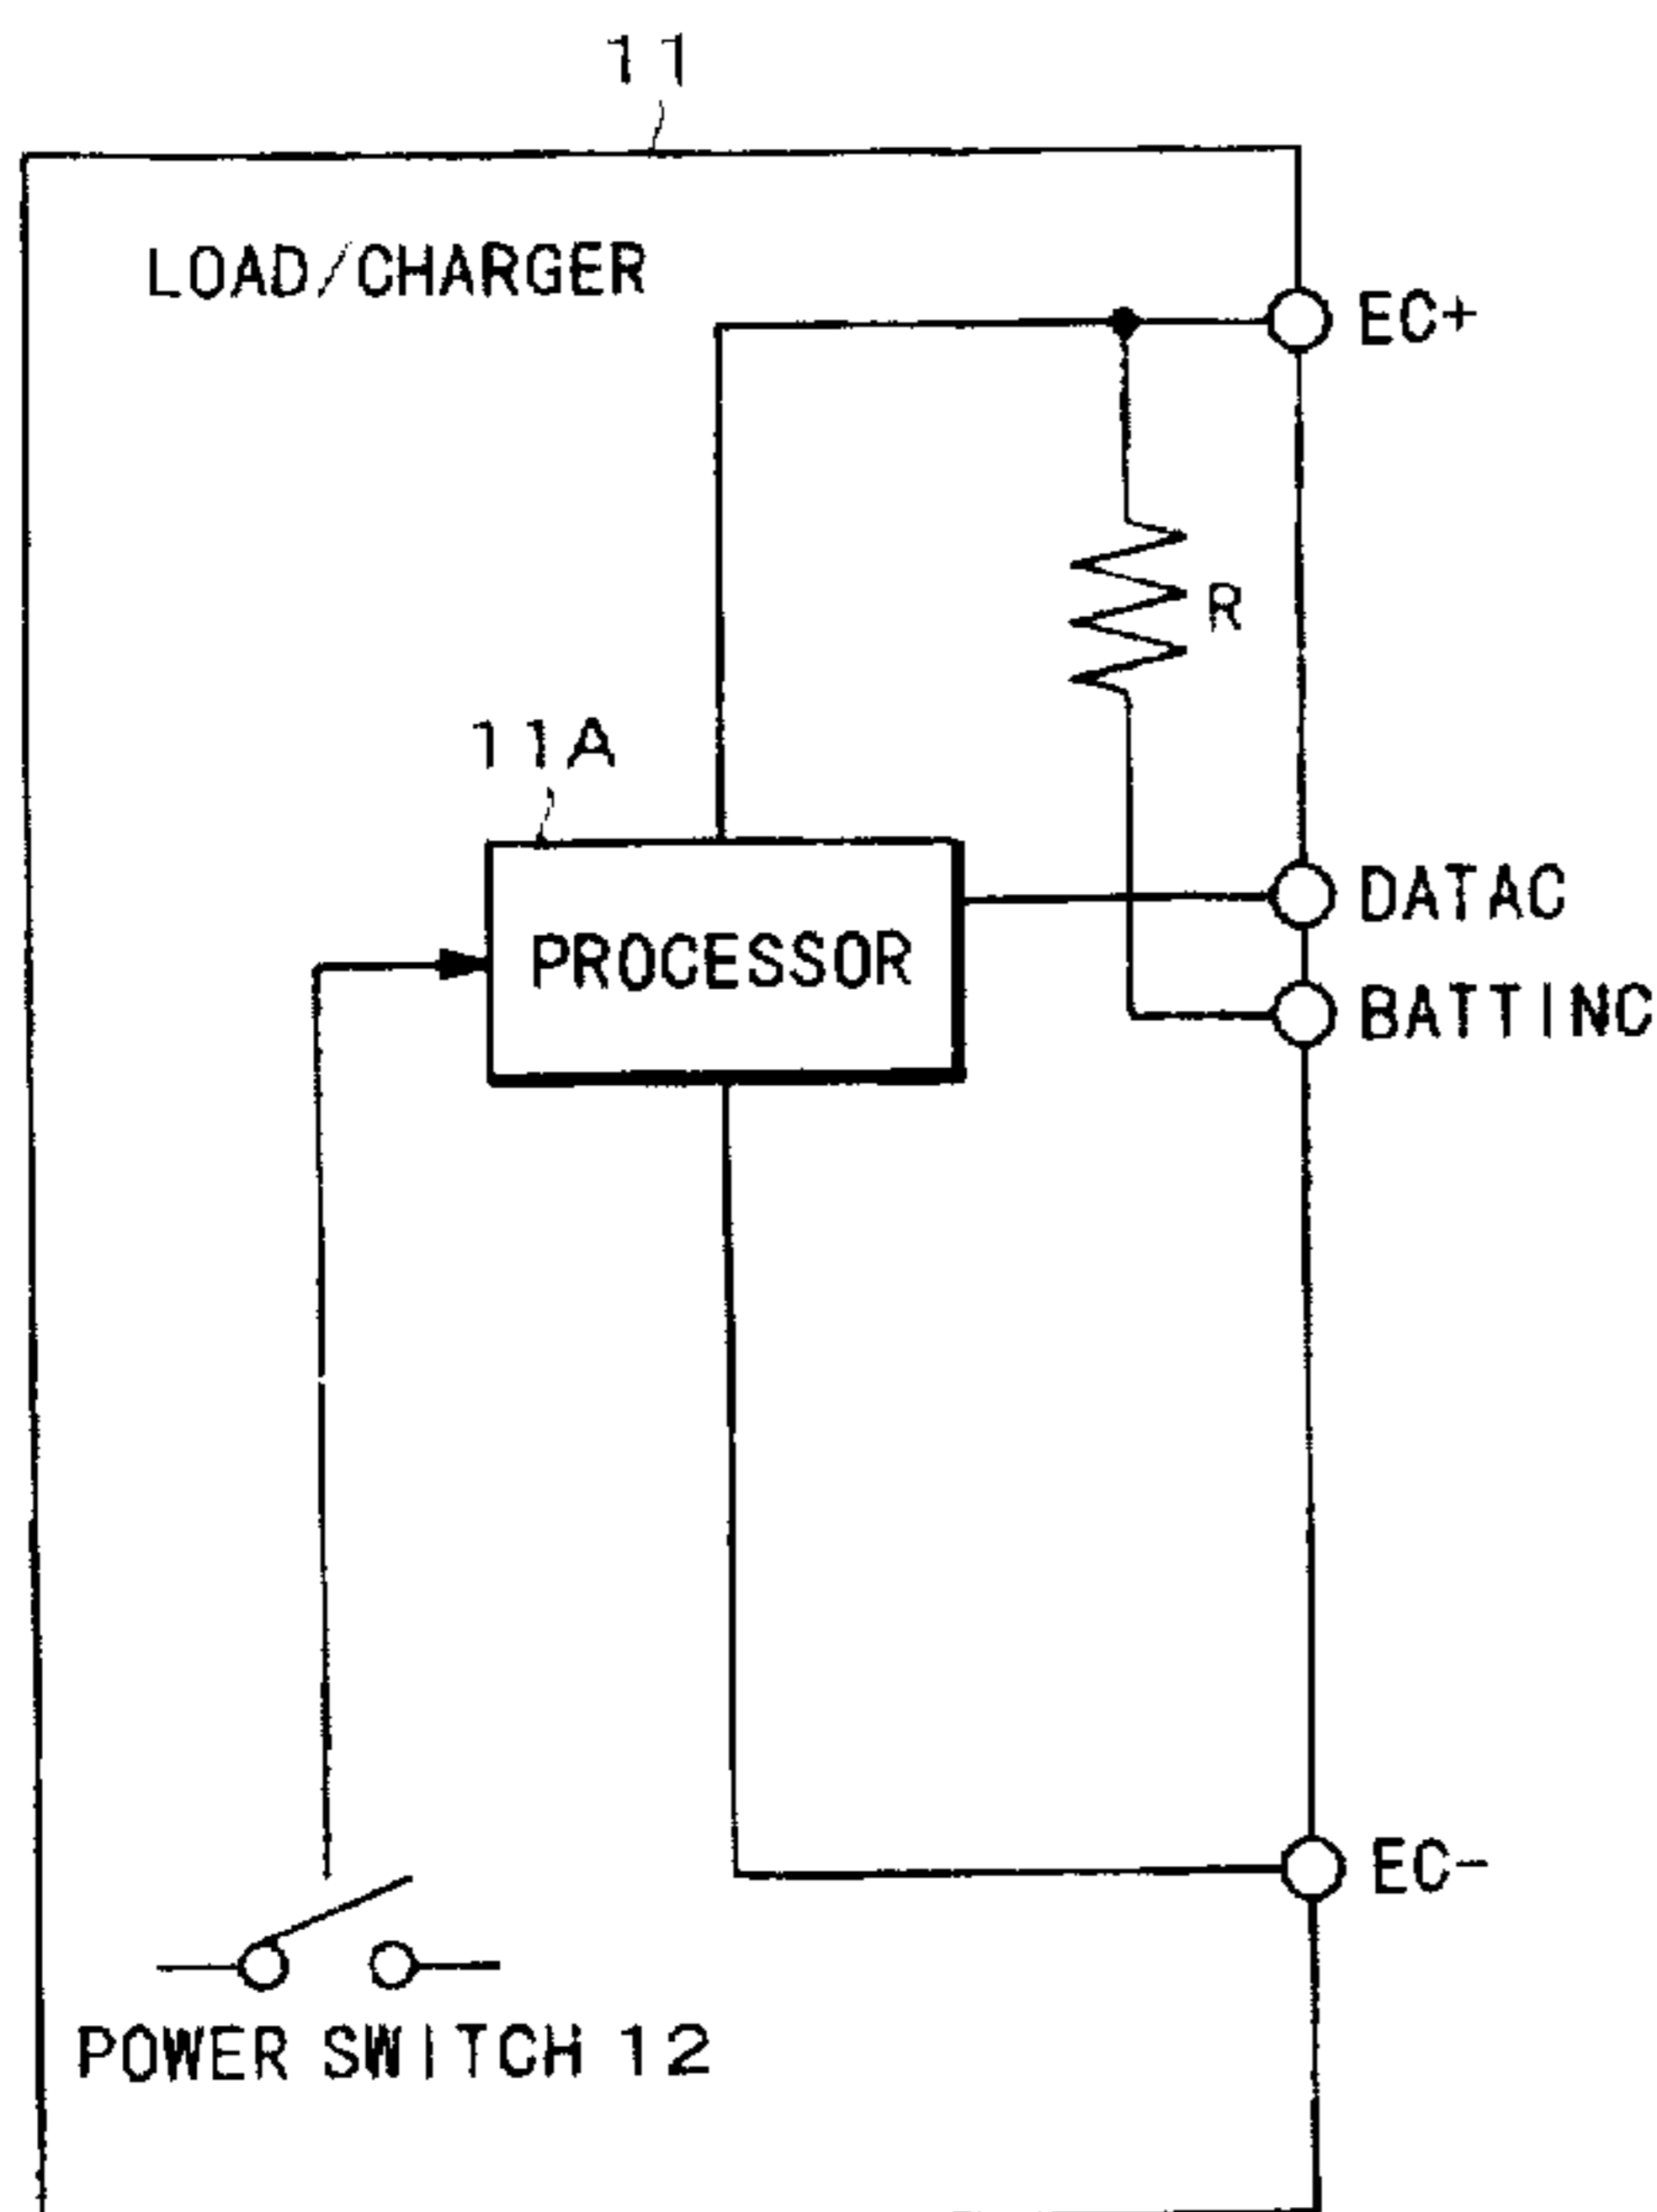 11
LOAD/CHARGER
EC+
R
11A
DATAC
PROCESSOR
BATTINC
EC-
POWER SWITCH 12